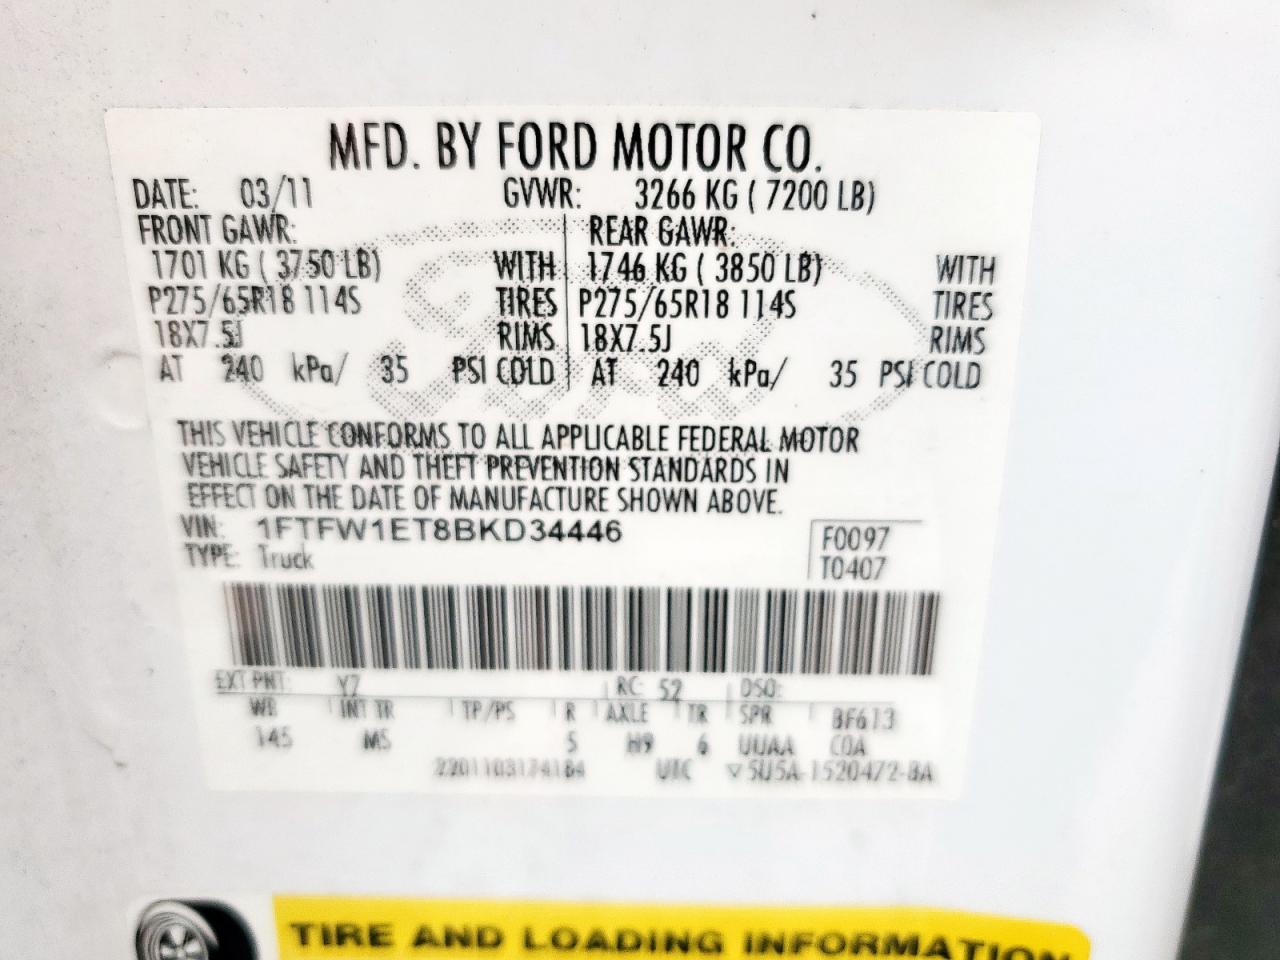 MFD. BY FORD MOTOR CO.
DATE: 03/11 GVWR: 3266 KG ( 7200 LB)
FRONT GAWR: REAR GAWR:
1701 KG ( 3750 LB) WITH 1746 KG ( 3850 LB) WITH
P275/65R18 114S TIRES P275/65R18 114S TIRES
18X7.5J RIMS 18X7.5J RIMS
AT 240 kPa/ 35 PSI COLD AT 240 kPa/ 35 PSI COLD
THIS VEHICLE CONFORMS TO ALL APPLICABLE FEDERAL MOTOR
VEHICLE SAFETY AND THEFT PREVENTION STANDARDS IN
EFFECT ON THE DATE OF MANUFACTURE SHOWN ABOVE.
VIN: 1FTFW1ET8BKD34446 F0097
TYPE: Truck T0407
EXT PNT: YZ RC: 52 DSO:
WB INT TR TP/PS R AXLE TR SPR BF613
145 MS 5 H9 6 UUAA COA
UTC ▽5U5A-1520472-BA
TIRE AND LOADING INFORMATION